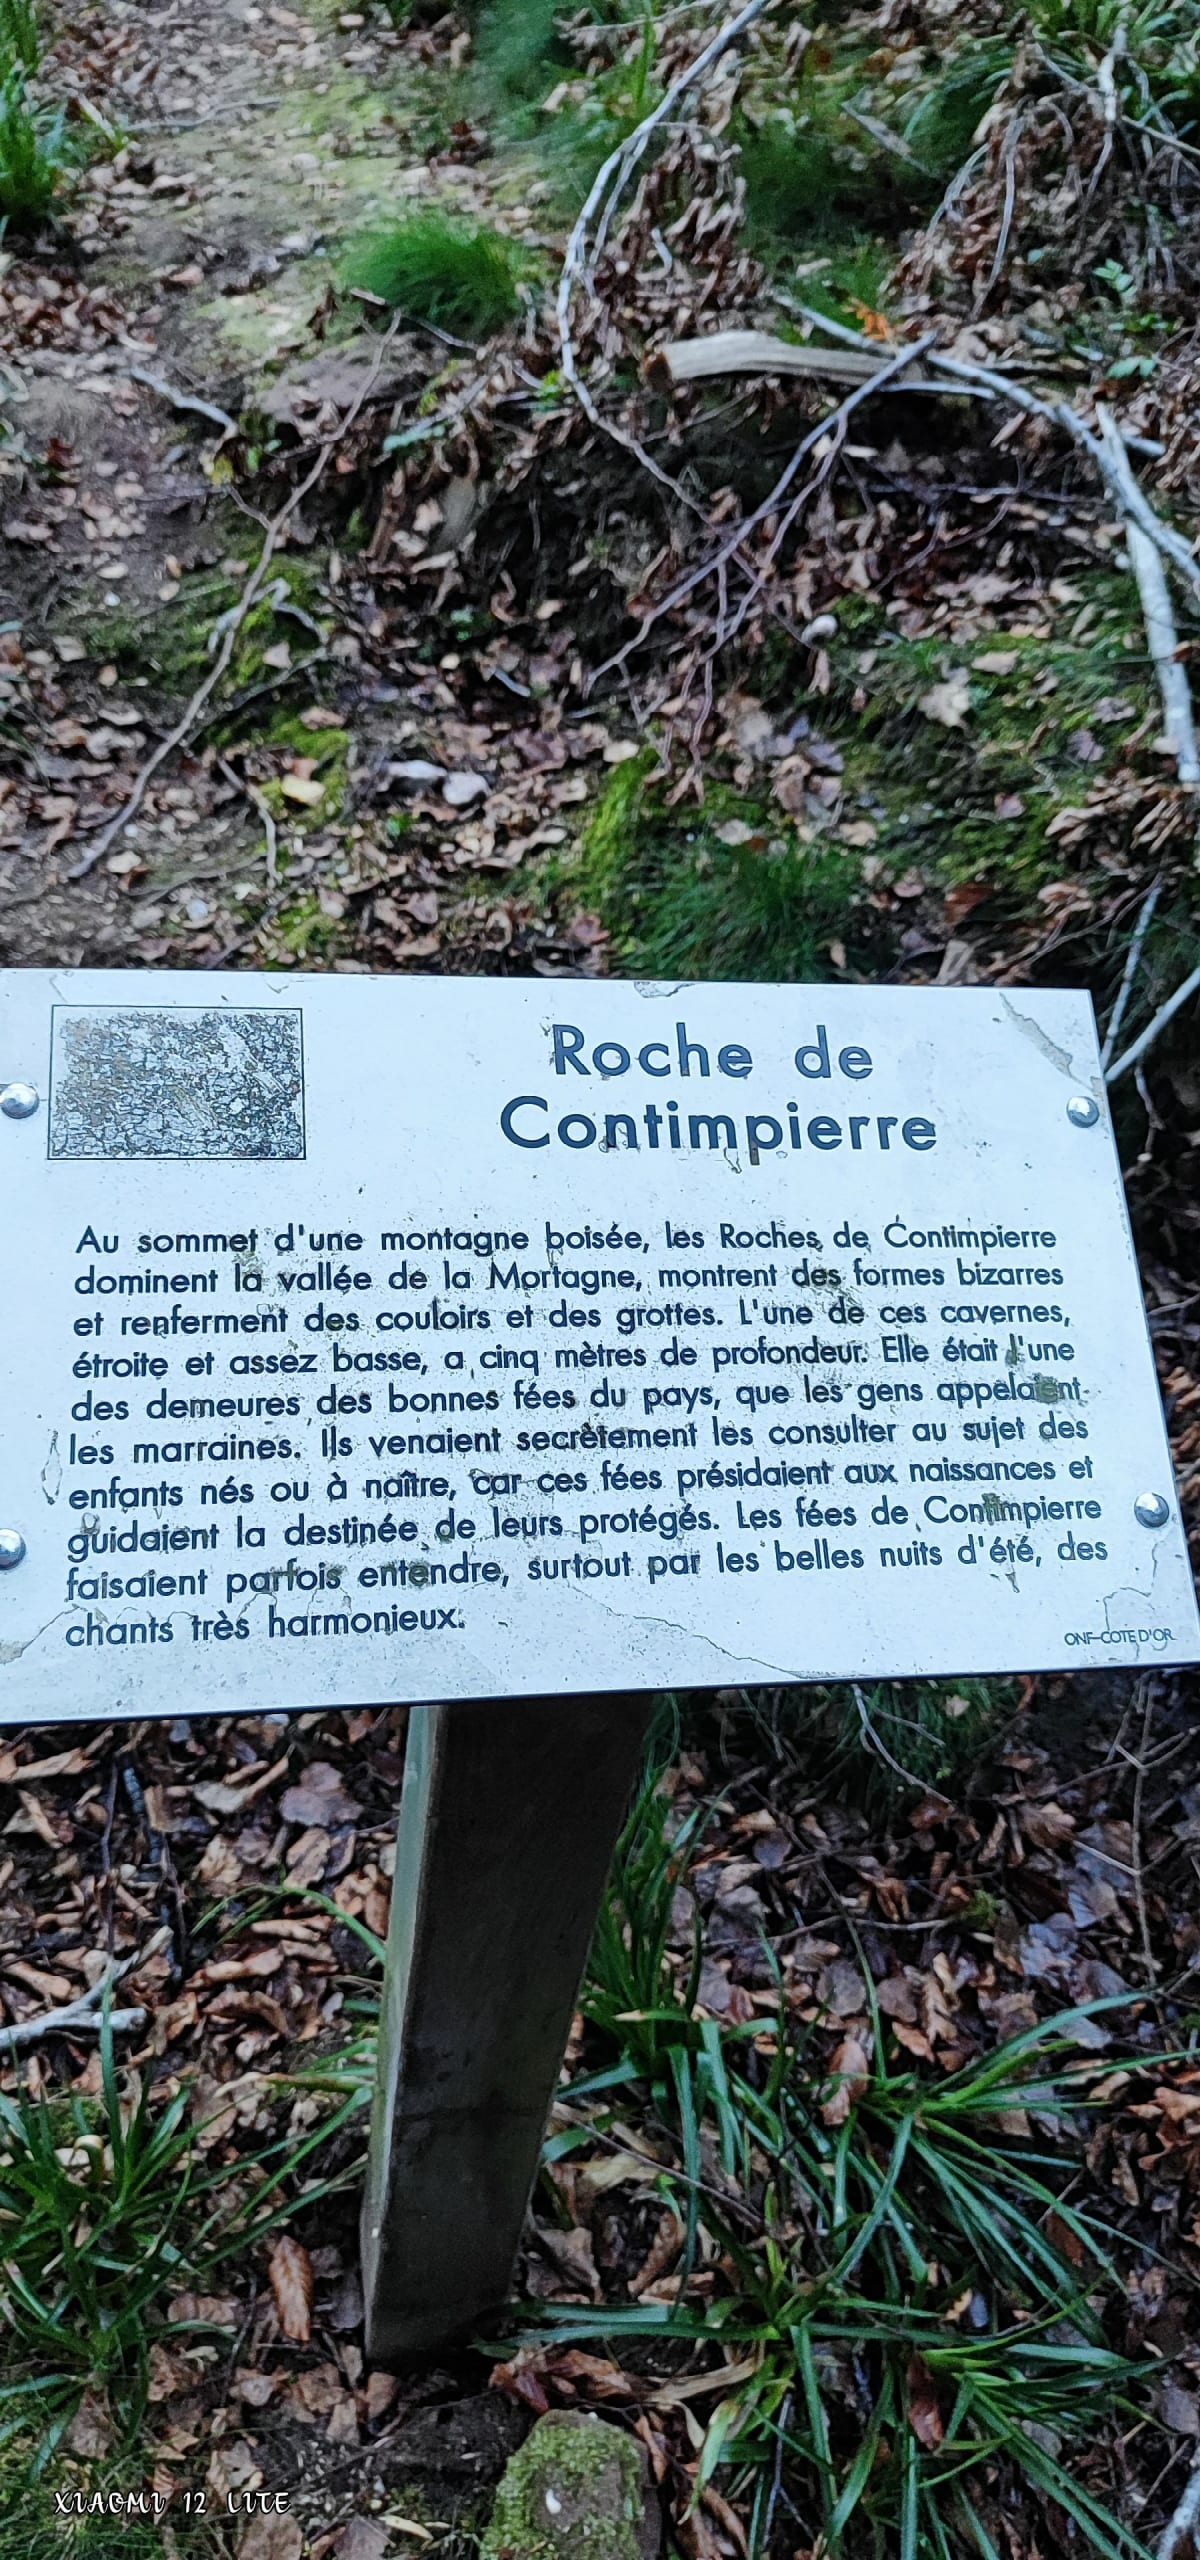 Roche de
Contimpierre
Au sommet d'une montagne boisée, les Roches de Contimpierre
dominent la vallée de la Mortagne, montrent des formes bizarres
et renferment des couloirs et des grottes. L'une de ces cavernes,
étroite et assez basse, a cinq mètres de profondeur. Elle était l'une
des demeures des bonnes fées du pays, que les gens appelaient
les marraines. Ils venaient secrètement les consulter au sujet des
enfants nés ou à naître, car ces fées présidaient aux naissances et
guidaient la destinée de leurs protégés. Les fées de Contimpierre
faisaient parfois entendre, surtout par les belles nuits d'été, des
chants très harmonieux.
ONF-COTE D'OR
XIAOMI 12 LITE